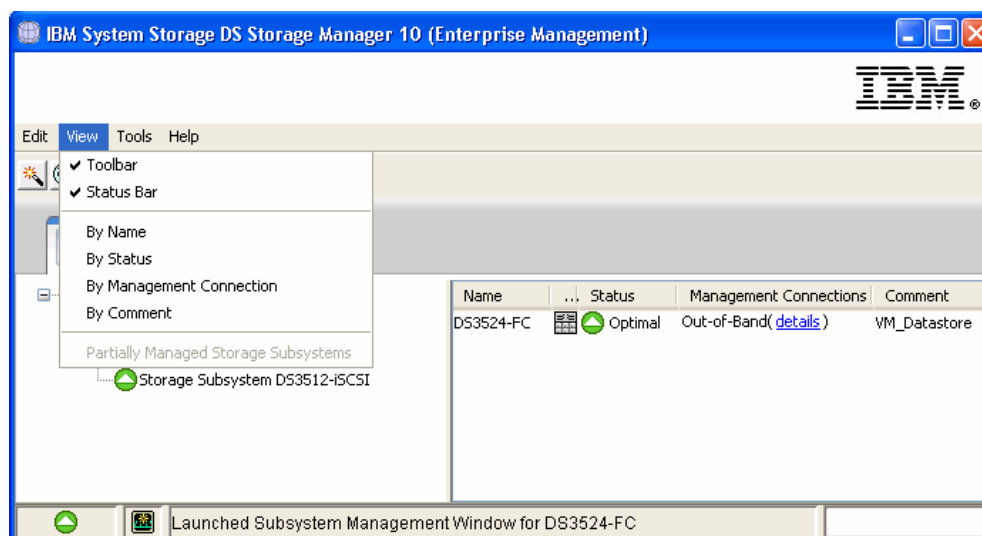 IBM System Storage DS Storage Manager 10 (Enterprise Management)
IBM®
Edit View Tools Help
Toolbar
Status Bar
By Name
By Status
By Management Connection
By Comment
Partially Managed Storage Subsystems
Storage Subsystem DS3512-iSCSI
Name ... Status Management Connections Comment
DS3524-FC Optimal Out-of-Band(details) VM_Datastore
Launched Subsystem Management Window for DS3524-FC